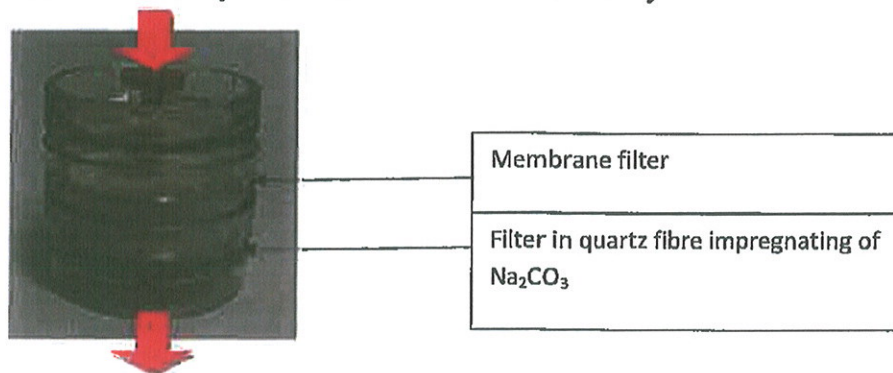 Membrane filter
Filter in quartz fibre impregnating of
Na₂CO₃